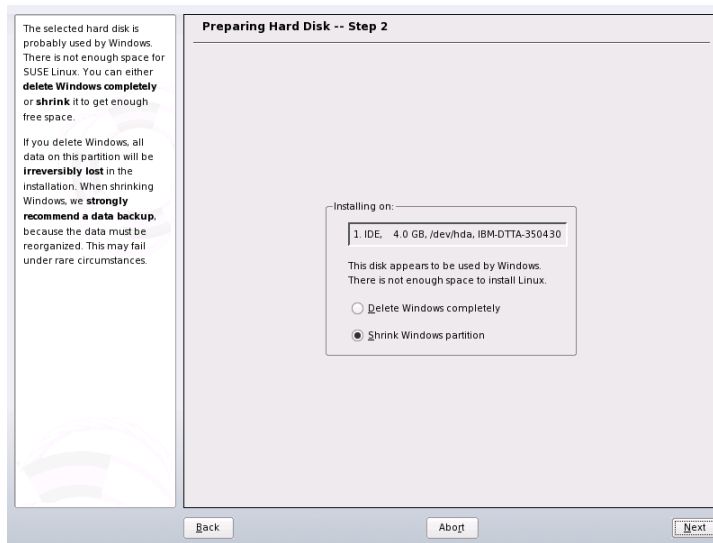 The selected hard disk is
probably used by Windows.
There is not enough space for
SUSE Linux. You can either
delete Windows completely
or shrink it to get enough
free space.
If you delete Windows, all
data on this partition will be
irreversibly lost in the
installation. When shrinking
Windows, we strongly
recommend a data backup,
because the data must be
reorganized. This may fail
under rare circumstances.
Preparing Hard Disk -- Step 2
Installing on:
1. IDE, 4.0 GB, /dev/hda, IBM-DTTA-350430
This disk appears to be used by Windows.
There is not enough space to install Linux.
Delete Windows completely
Shrink Windows partition
Back
Abort
Next